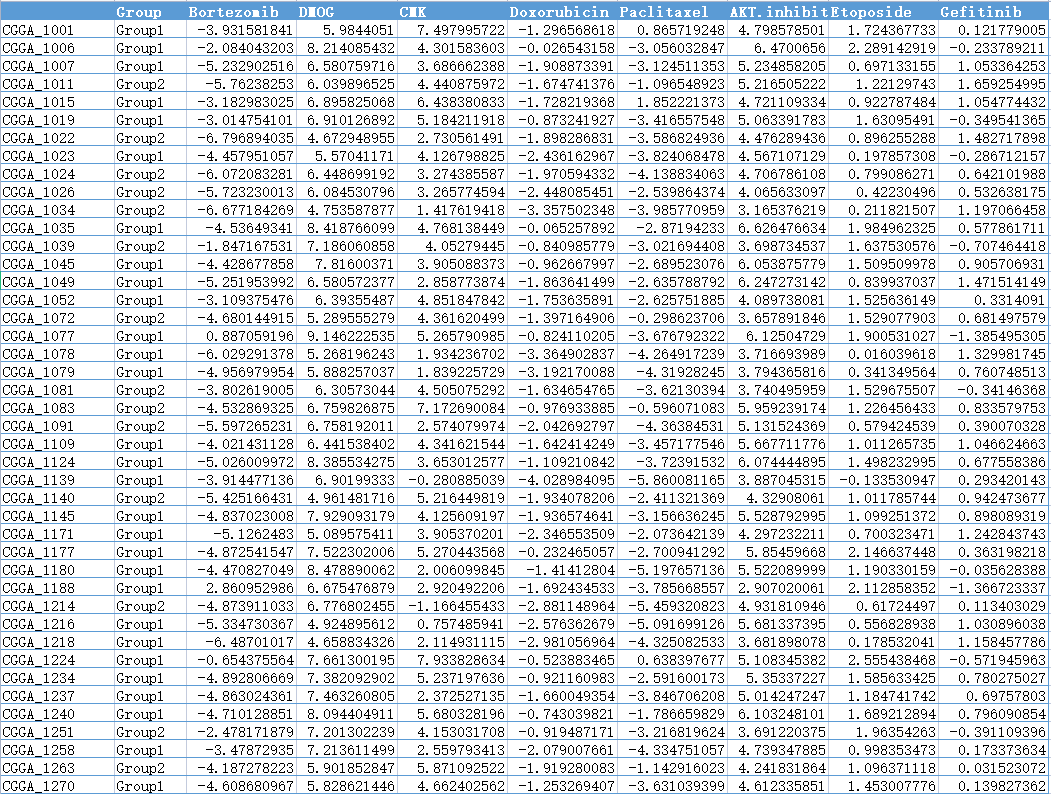 Group Bortezomib DMOG CMK Doxorubicin Paclitaxel AKT.inhibit Etoposide Gefitinib
CGGA_1001 Group1 -3.931581841 5.9844051 7.497995722 -1.296568618 0.865719248 4.798578501 1.724367733 0.121779005
CGGA_1006 Group1 -2.084043203 8.214085432 4.301583603 -0.026543158 -3.056032847 6.4700656 2.289142919 -0.233789211
CGGA_1007 Group1 -5.232902516 6.580759716 3.686662388 -1.908873391 -3.124511353 5.234858205 0.697133155 1.053364253
CGGA_1011 Group2 -5.76238253 6.039896525 4.440875972 -1.674741376 -1.096548923 5.216505222 1.22129743 1.659254995
CGGA_1015 Group1 -3.182983025 6.895825068 6.438380833 -1.728219368 1.852221373 4.721109334 0.922787484 1.054774432
CGGA_1019 Group1 -3.014754101 6.910126892 5.184211918 -0.873241927 -3.416557548 5.063391783 1.63095491 -0.349541365
CGGA_1022 Group2 -6.796894035 4.672948955 2.730561491 -1.898286831 -3.586824936 4.476289436 0.896255288 1.482717898
CGGA_1023 Group1 -4.457951057 5.57041171 4.126798825 -2.436162967 -3.824068478 4.567107129 0.197857308 -0.286712157
CGGA_1024 Group2 -6.072083281 6.448699192 3.274385587 -1.970594332 -4.138834063 4.706786108 0.799086271 0.642101988
CGGA_1026 Group2 -5.723230013 6.084530796 3.265774594 -2.448085451 -2.539864374 4.065633097 0.42230496 0.532638175
CGGA_1034 Group2 -6.677184269 4.753587877 1.417619418 -3.357502348 -3.985770959 3.165376219 0.211821507 1.197066458
CGGA_1035 Group1 -4.53649341 8.418766099 4.768138449 -0.065257892 -2.87194233 6.626476634 1.984962325 0.577861711
CGGA_1039 Group2 -1.847167531 7.186060858 4.05279445 -0.840985779 -3.021694408 3.698734537 1.637530576 -0.707464418
CGGA_1045 Group1 -4.428677858 7.81600371 3.905088373 -0.962667997 -2.689523076 6.053875779 1.509509978 0.905706931
CGGA_1049 Group1 -5.251953992 6.580572377 2.858773874 -1.863641499 -2.635788792 6.247273142 0.839937037 1.471514149
CGGA_1052 Group1 -3.109375476 6.39355487 4.851847842 -1.753635891 -2.625751885 4.089738081 1.525636149 0.3314091
CGGA_1072 Group2 -4.680144915 5.289555279 4.361620499 -1.397164906 -0.298623706 3.657891846 1.529077903 0.681497579
CGGA_1077 Group1 0.887059196 9.146222535 5.265790985 -0.824110205 -3.676792322 6.12504729 1.900531027 -1.385495305
CGGA_1078 Group1 -6.029291378 5.268196243 1.934236702 -3.364902837 -4.264917239 3.716693989 0.016039618 1.329981745
CGGA_1079 Group1 -4.956979954 5.888257037 1.839225729 -3.192170088 -4.31928245 3.794365816 0.341349564 0.760748513
CGGA_1081 Group2 -3.802619005 6.30573044 4.505075292 -1.634654765 -3.62130394 3.740495959 1.529675507 -0.34146368
CGGA_1083 Group2 -4.532869325 6.759826875 7.172690084 -0.976933885 -0.596071083 5.959239174 1.226456433 0.833579753
CGGA_1091 Group2 -5.597265231 6.758192011 2.574079974 -2.042692797 -4.36384531 5.131524369 0.579424539 0.390070328
CGGA_1109 Group1 -4.021431128 6.441538402 4.341621544 -1.642414249 -3.457177546 5.667711776 1.011265735 1.046624663
CGGA_1124 Group1 -5.026009972 8.385534275 3.653012577 -1.109210842 -3.72391532 6.074444895 1.498232995 0.677558386
CGGA_1139 Group1 -3.914477136 6.90199333 -0.280885039 -4.028984095 -5.860081165 3.887045315 -0.133530947 0.293420143
CGGA_1140 Group2 -5.425166431 4.961481716 5.216449819 -1.934078206 -2.411321369 4.32908061 1.011785744 0.942473677
CGGA_1145 Group1 -4.837023008 7.929093179 4.125609197 -1.936574641 -3.156636245 5.528792995 1.099251372 0.898089319
CGGA_1171 Group1 -5.1262483 5.089575411 3.905370201 -2.346553509 -2.073642139 4.297232211 0.700323471 1.242843743
CGGA_1177 Group1 -4.872541547 7.522302006 5.270443568 -0.232465057 -2.700941292 5.85459668 2.146637448 0.363198218
CGGA_1180 Group1 -4.470827049 8.478890062 2.006099845 -1.41412804 -5.197657136 5.522089999 1.190330159 -0.035628388
CGGA_1188 Group1 2.860952986 6.675476879 2.920492206 -1.692434533 -3.785668557 2.907020061 2.112858352 -1.366723337
CGGA_1214 Group2 -4.873911033 6.776802455 -1.166455433 -2.881148964 -5.459320823 4.931810946 0.61724497 0.113403029
CGGA_1216 Group1 -5.334730367 4.924895612 0.757485941 -2.576362679 -5.091699126 5.681337395 0.556828938 1.030896038
CGGA_1218 Group1 -6.48701017 4.658834326 2.114931115 -2.981056964 -4.325082533 3.681898078 0.178532041 1.158457786
CGGA_1224 Group1 -0.654375564 7.661300195 7.933828634 -0.523883465 0.638397677 5.108345382 2.555438468 -0.571945963
CGGA_1234 Group1 -4.892806669 7.382092902 5.237197636 -0.921160983 -2.591600173 5.35337227 1.585633425 0.780275027
CGGA_1237 Group1 -4.863024361 7.463260805 2.372527135 -1.660049354 -3.846706208 5.014247247 1.184741742 0.69757803
CGGA_1240 Group1 -4.710128851 8.094404911 5.680328196 -0.743039821 -1.786659829 6.103248101 1.689212894 0.796090854
CGGA_1251 Group2 -2.478171879 7.201302239 4.153031708 -0.919487171 -3.216819624 3.691220375 1.96354263 -0.391109396
CGGA_1258 Group1 -3.47872935 7.213611499 2.559793413 -2.079007661 -4.334751057 4.739347885 0.998353473 0.173373634
CGGA_1263 Group2 -4.187278223 5.901852847 5.871092522 -1.919280083 -1.142916023 4.241831864 1.096371118 0.031523072
CGGA_1270 Group1 -4.608680967 5.828621446 4.662402562 -1.253269407 -3.631039399 4.612335851 1.453007776 0.139827362